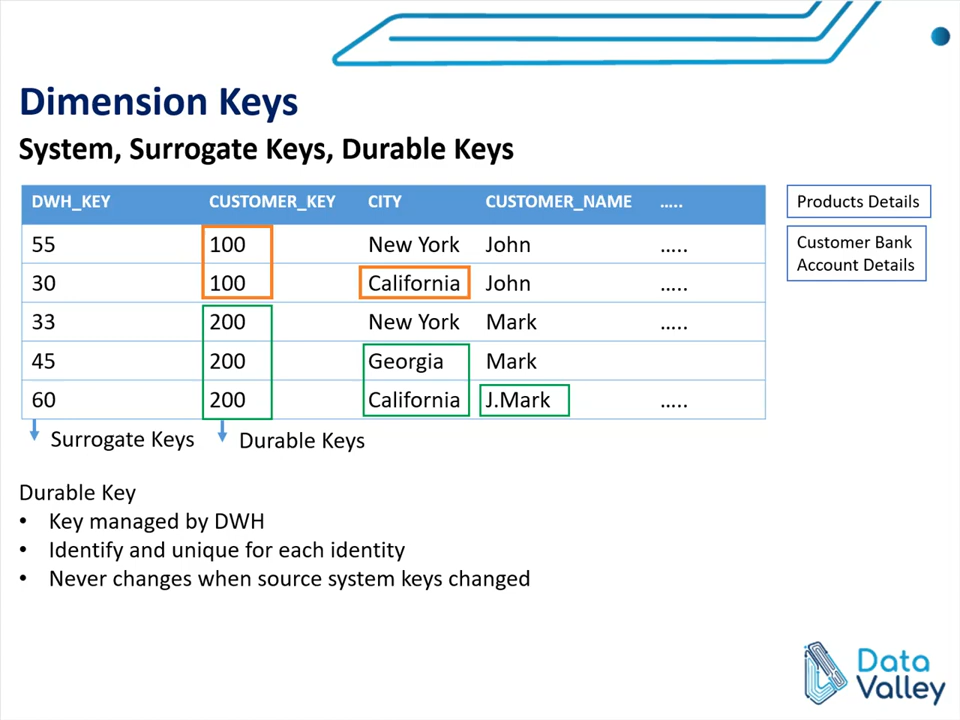 Dimension Keys
System, Surrogate Keys, Durable Keys
DWH_KEY CUSTOMER_KEY CITY CUSTOMER_NAME .....
55 100 New York John .....
30 100 California John .....
33 200 New York Mark .....
45 200 Georgia Mark
60 200 California J.Mark .....
Surrogate Keys Durable Keys
Products Details
Customer Bank
Account Details
Durable Key
• Key managed by DWH
• Identify and unique for each identity
• Never changes when source system keys changed
Data
Valley